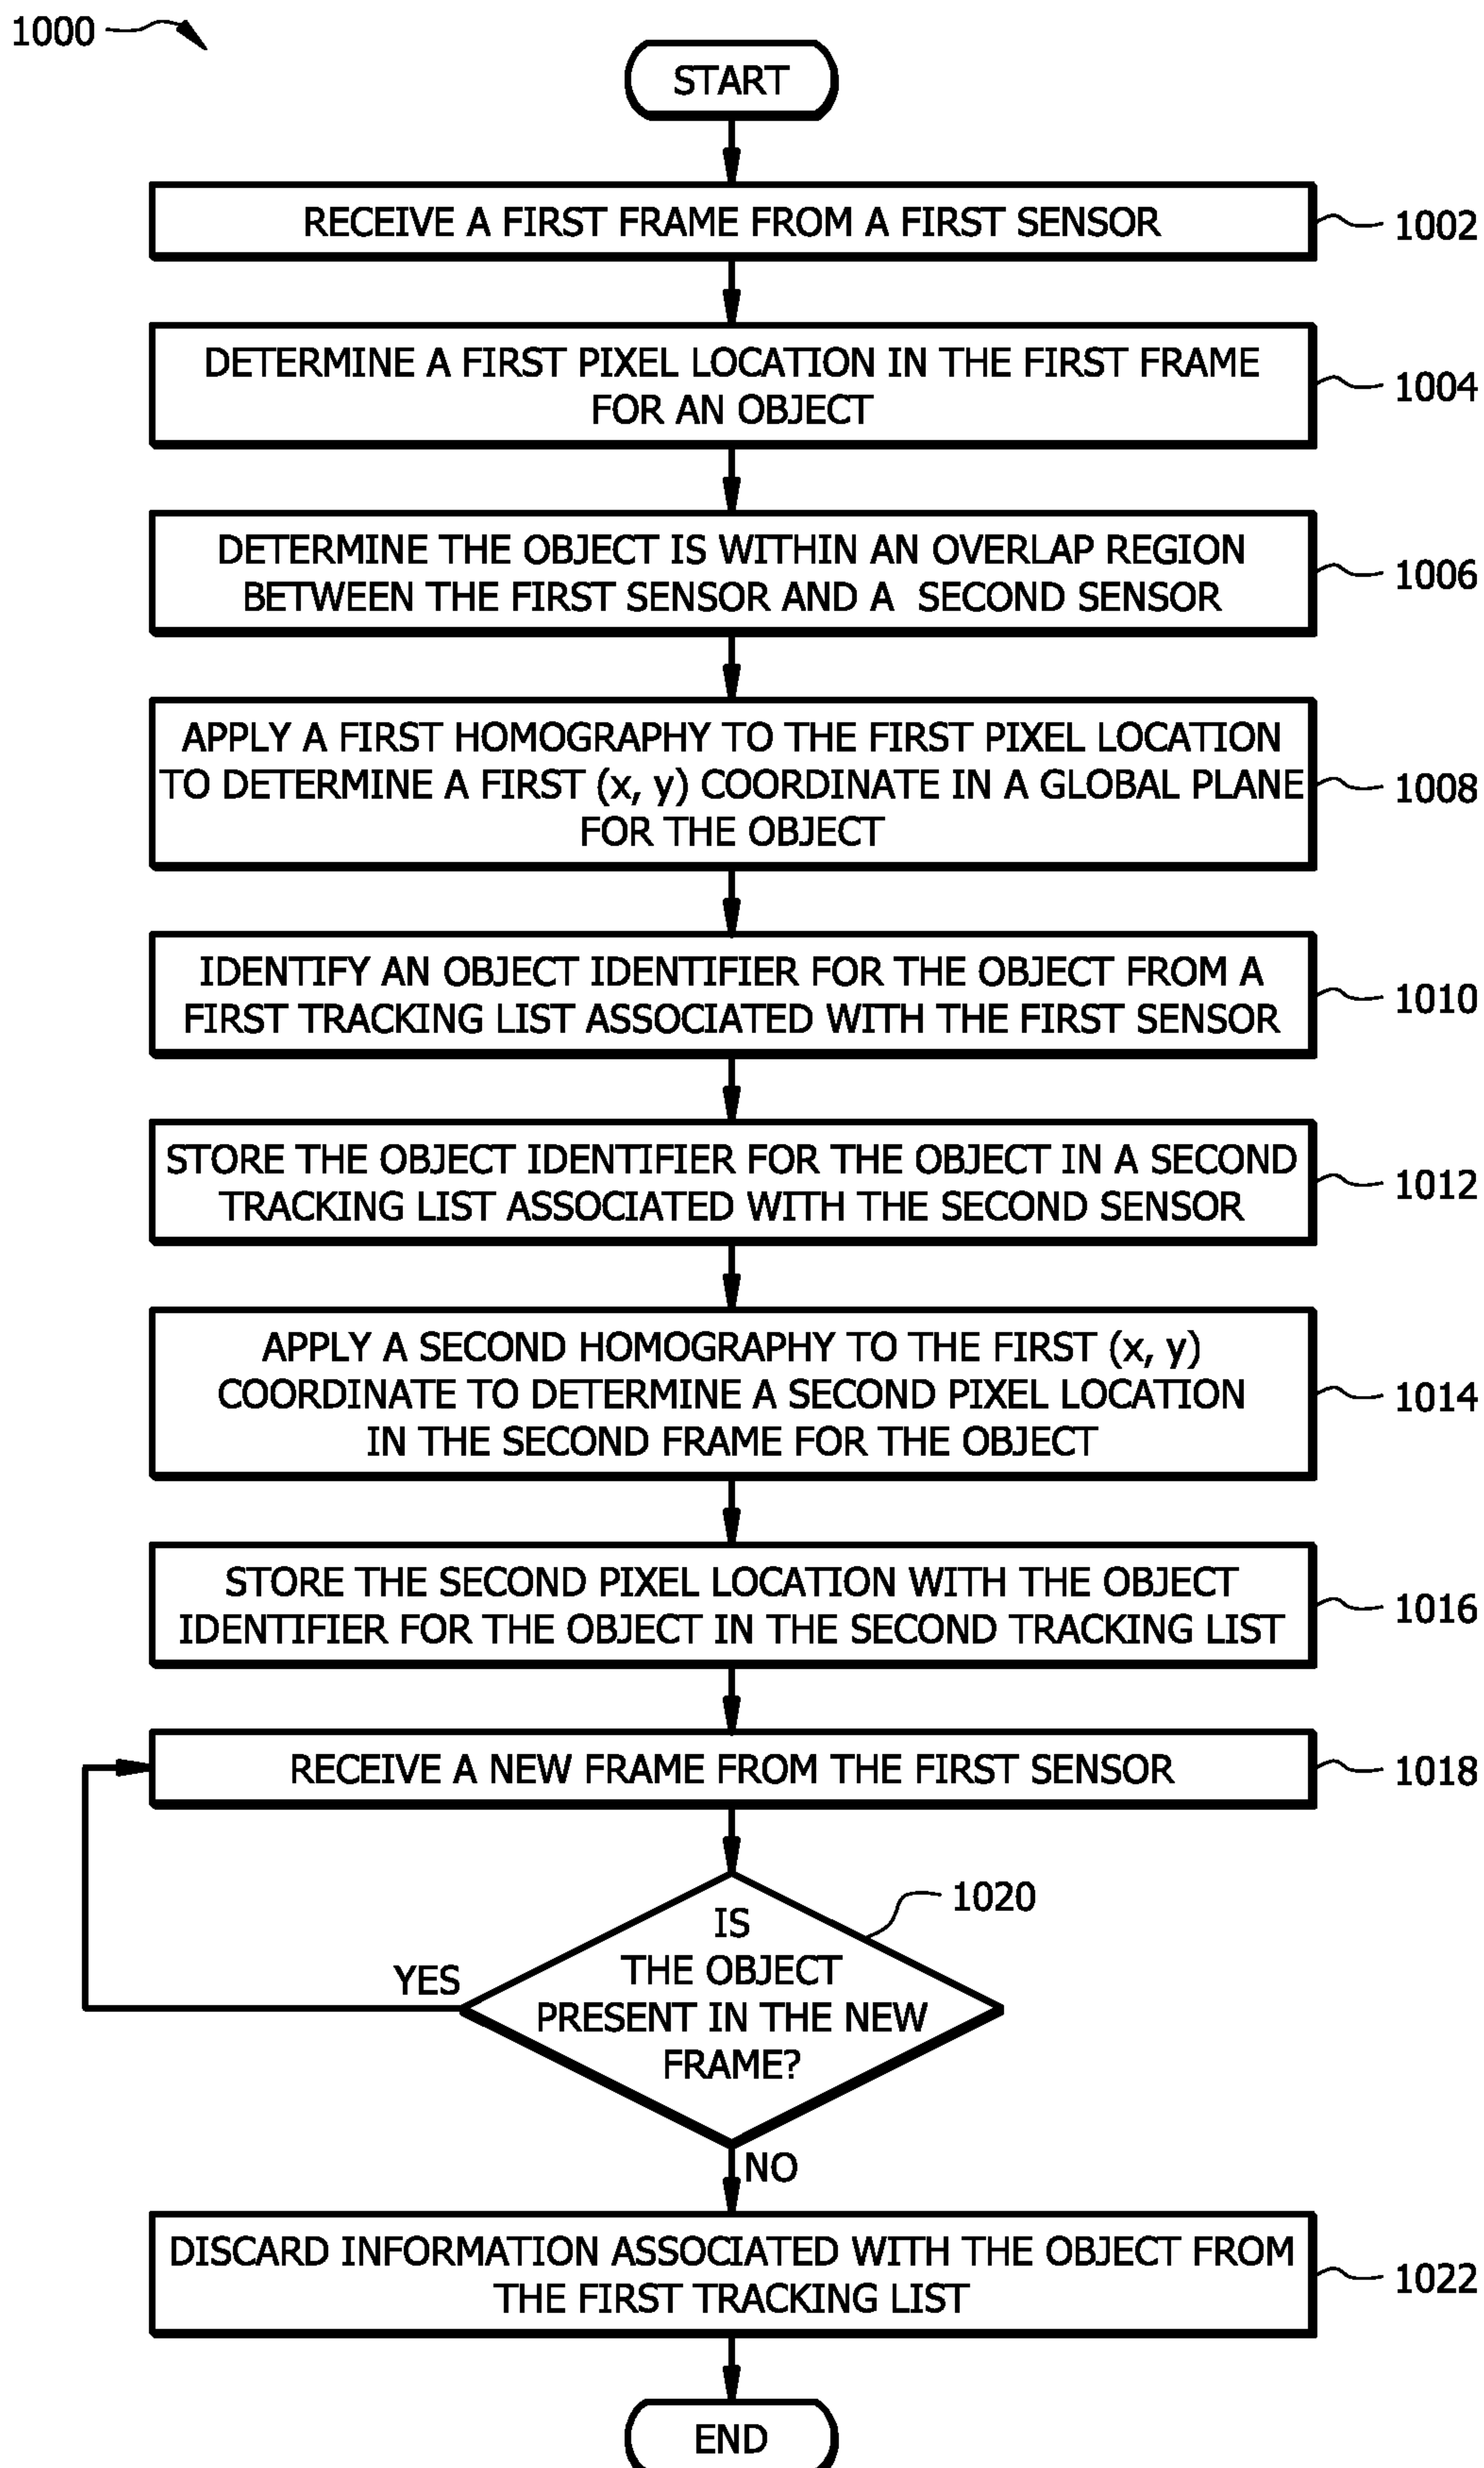 1000
START
RECEIVE A FIRST FRAME FROM A FIRST SENSOR
1002
DETERMINE A FIRST PIXEL LOCATION IN THE FIRST FRAME
FOR AN OBJECT
1004
DETERMINE THE OBJECT IS WITHIN AN OVERLAP REGION
BETWEEN THE FIRST SENSOR AND A SECOND SENSOR
1006
APPLY A FIRST HOMOGRAPHY TO THE FIRST PIXEL LOCATION
TO DETERMINE A FIRST (x, y) COORDINATE IN A GLOBAL PLANE
FOR THE OBJECT
1008
IDENTIFY AN OBJECT IDENTIFIER FOR THE OBJECT FROM A
FIRST TRACKING LIST ASSOCIATED WITH THE FIRST SENSOR
1010
STORE THE OBJECT IDENTIFIER FOR THE OBJECT IN A SECOND
TRACKING LIST ASSOCIATED WITH THE SECOND SENSOR
1012
APPLY A SECOND HOMOGRAPHY TO THE FIRST (x, y)
COORDINATE TO DETERMINE A SECOND PIXEL LOCATION
IN THE SECOND FRAME FOR THE OBJECT
1014
STORE THE SECOND PIXEL LOCATION WITH THE OBJECT
IDENTIFIER FOR THE OBJECT IN THE SECOND TRACKING LIST
1016
RECEIVE A NEW FRAME FROM THE FIRST SENSOR
1018
IS
THE OBJECT
PRESENT IN THE NEW
FRAME?
1020
YES
NO
DISCARD INFORMATION ASSOCIATED WITH THE OBJECT FROM
THE FIRST TRACKING LIST
1022
END